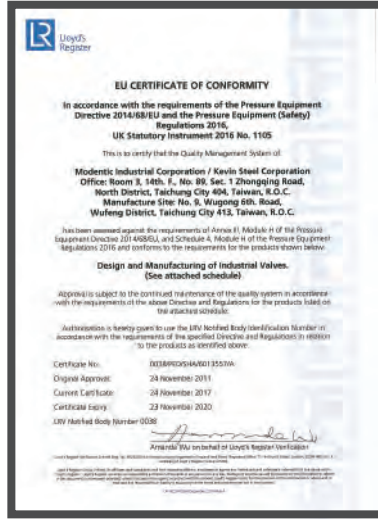 LR
Lloyd's
Register
EU CERTIFICATE OF CONFORMITY
In accordance with the requirements of the Pressure Equipment
Directive 2014/68/EU and the Pressure Equipment (Safety)
Regulations 2016,
UK Statutory Instrument 2016 No. 1105
This is to certify that the Quality Management System of:
Modentic Industrial Corporation / Kevin Steel Corporation
Office: Room 3, 14th. F., No. 89, Sec. 1 Zhongqing Road,
North District, Taichung City 404, Taiwan, R.O.C.
Manufacture Site: No. 9, Wugong 6th. Road,
Wufeng District, Taichung City 413, Taiwan, R.O.C.
has been assessed against the requirements of Annex III, Module H of the Pressure
Equipment Directive 2014/68/EU, and Schedule 4, Module H of the Pressure Equipment
Regulations 2016 and conforms to the requirements for the products shown below:
Design and Manufacturing of Industrial Valves.
(See attached schedule)
Approval is subject to the continued maintenance of the quality system in accordance
with the requirements of the above Directive and Regulations for the products listed on
the attached schedule.
Authorisation is hereby given to use the LRV Notified Body Identification Number in
accordance with the requirements of the specified Directive and Regulations in relation
to the products as identified above.
Certificate No:
Original Approval: 24 November 2011
Current Certificate: 24 November 2017
Certificate Expiry: 23 November 2020
LRV Notified Body Number 0038
Amanda Wu on behalf of Lloyd's Register Verification